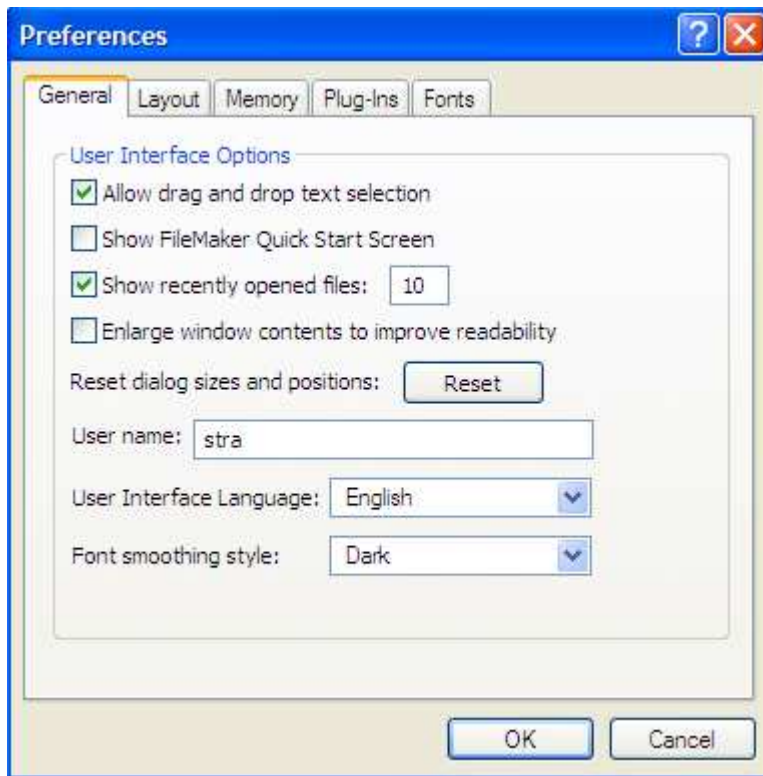 Preferences
General Layout Memory Plug-Ins Fonts
User Interface Options
Allow drag and drop text selection
Show FileMaker Quick Start Screen
Show recently opened files: 10
Enlarge window contents to improve readability
Reset dialog sizes and positions: Reset
User name: stra
User Interface Language: English
Font smoothing style: Dark
OK Cancel